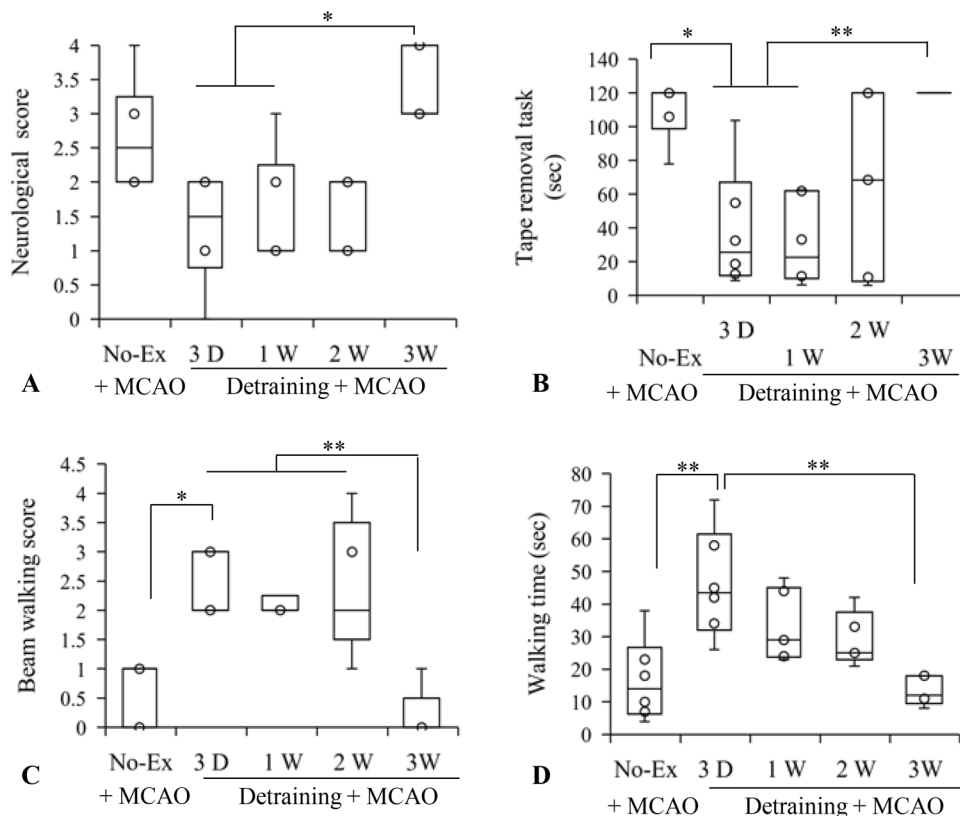 *
4
3.5
3
2.5
2
1.5
1
0.5
0
Neurological score
No-Ex 3 D 1 W 2 W 3W
+ MCAO Detraining + MCAO
A
* **
120
100
80
60
40
20
0
Tape removal task
(sec)
3 D 2 W
No-Ex 1 W 3W
+ MCAO Detraining + MCAO
B
**
*
4.5
4
3.5
3
2.5
2
1.5
1
0.5
0
Beam walking score
No-Ex 3 D 1 W 2 W 3W
+ MCAO Detraining + MCAO
C
** **
80
70
60
50
40
30
20
10
0
Walking time (sec)
No-Ex 3 D 1 W 2 W 3W
+ MCAO Detraining + MCAO
D